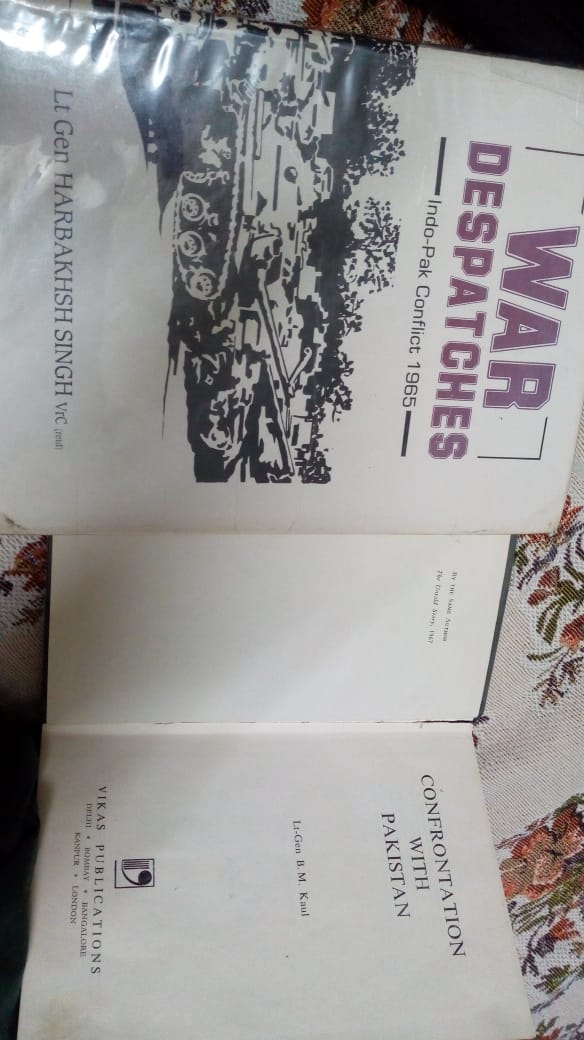 WAR
DESPATCHES
Indo-Pak Conflict 1965
Lt Gen HARBAKHSH SINGH VrC (retd)
BY THE SAME AUTHOR
The Untold Story, 1967
CONFRONTATION
WITH
PAKISTAN
Lt-Gen B. M. Kaul
VIKAS PUBLICATIONS
DELHI • BOMBAY • BANGALORE
KANPUR • LONDON